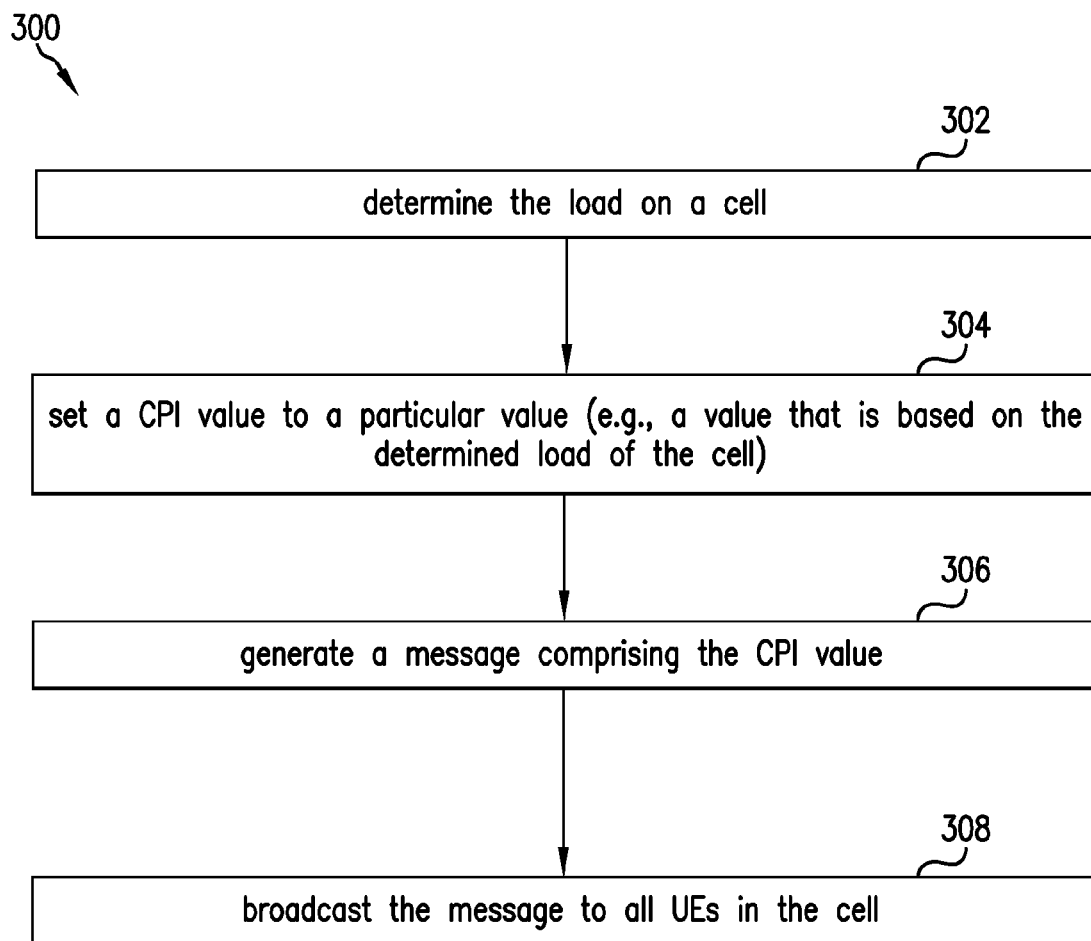 300
302
determine the load on a cell
304
set a CPI value to a particular value (e.g., a value that is based on the
determined load of the cell)
306
generate a message comprising the CPI value
308
broadcast the message to all UEs in the cell